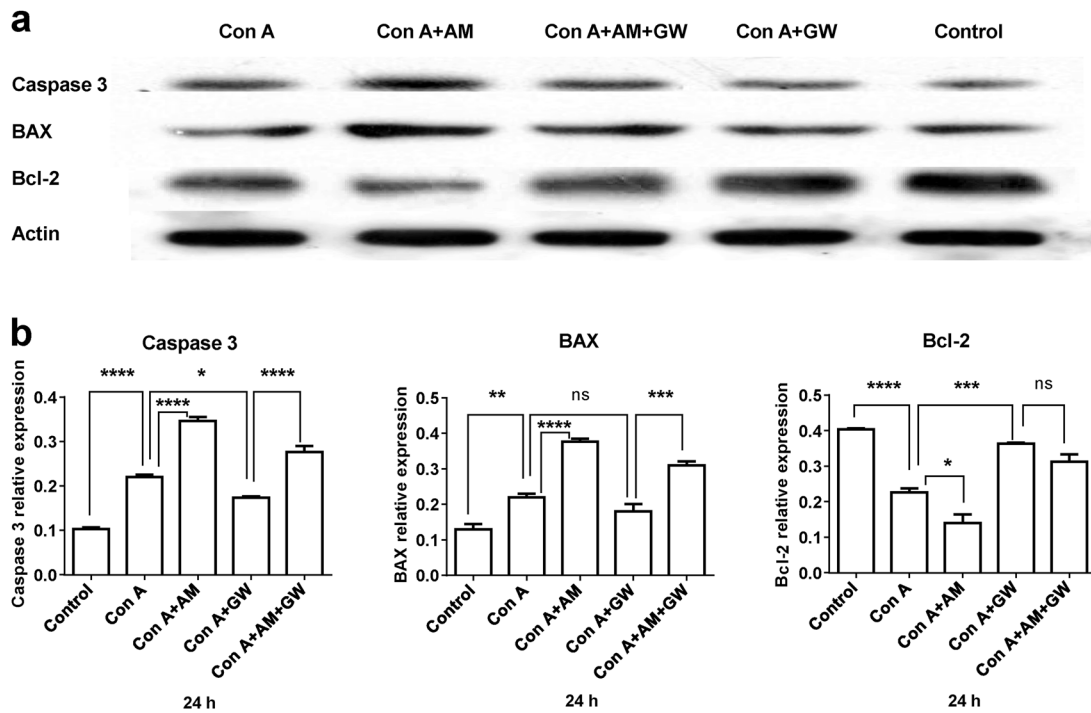 a
Con A Con A+AM Con A+AM+GW Con A+GW Control
Caspase 3
BAX
Bcl-2
Actin
b
Caspase 3
Caspase 3 relative expression
0.4
0.3
0.2
0.1
0.0
**** * ****
****
Control Con A Con A+AM Con A+GW Con A+AM+GW
24 h
BAX
BAX relative expression
0.5
0.4
0.3
0.2
0.1
0.0
** ns ***
****
Control Con A Con A+AM Con A+GW Con A+AM+GW
24 h
Bcl-2
Bcl-2 relative expression
0.5
0.4
0.3
0.2
0.1
0.0
**** *** ns
*
Control Con A Con A+AM Con A+GW Con A+AM+GW
24 h